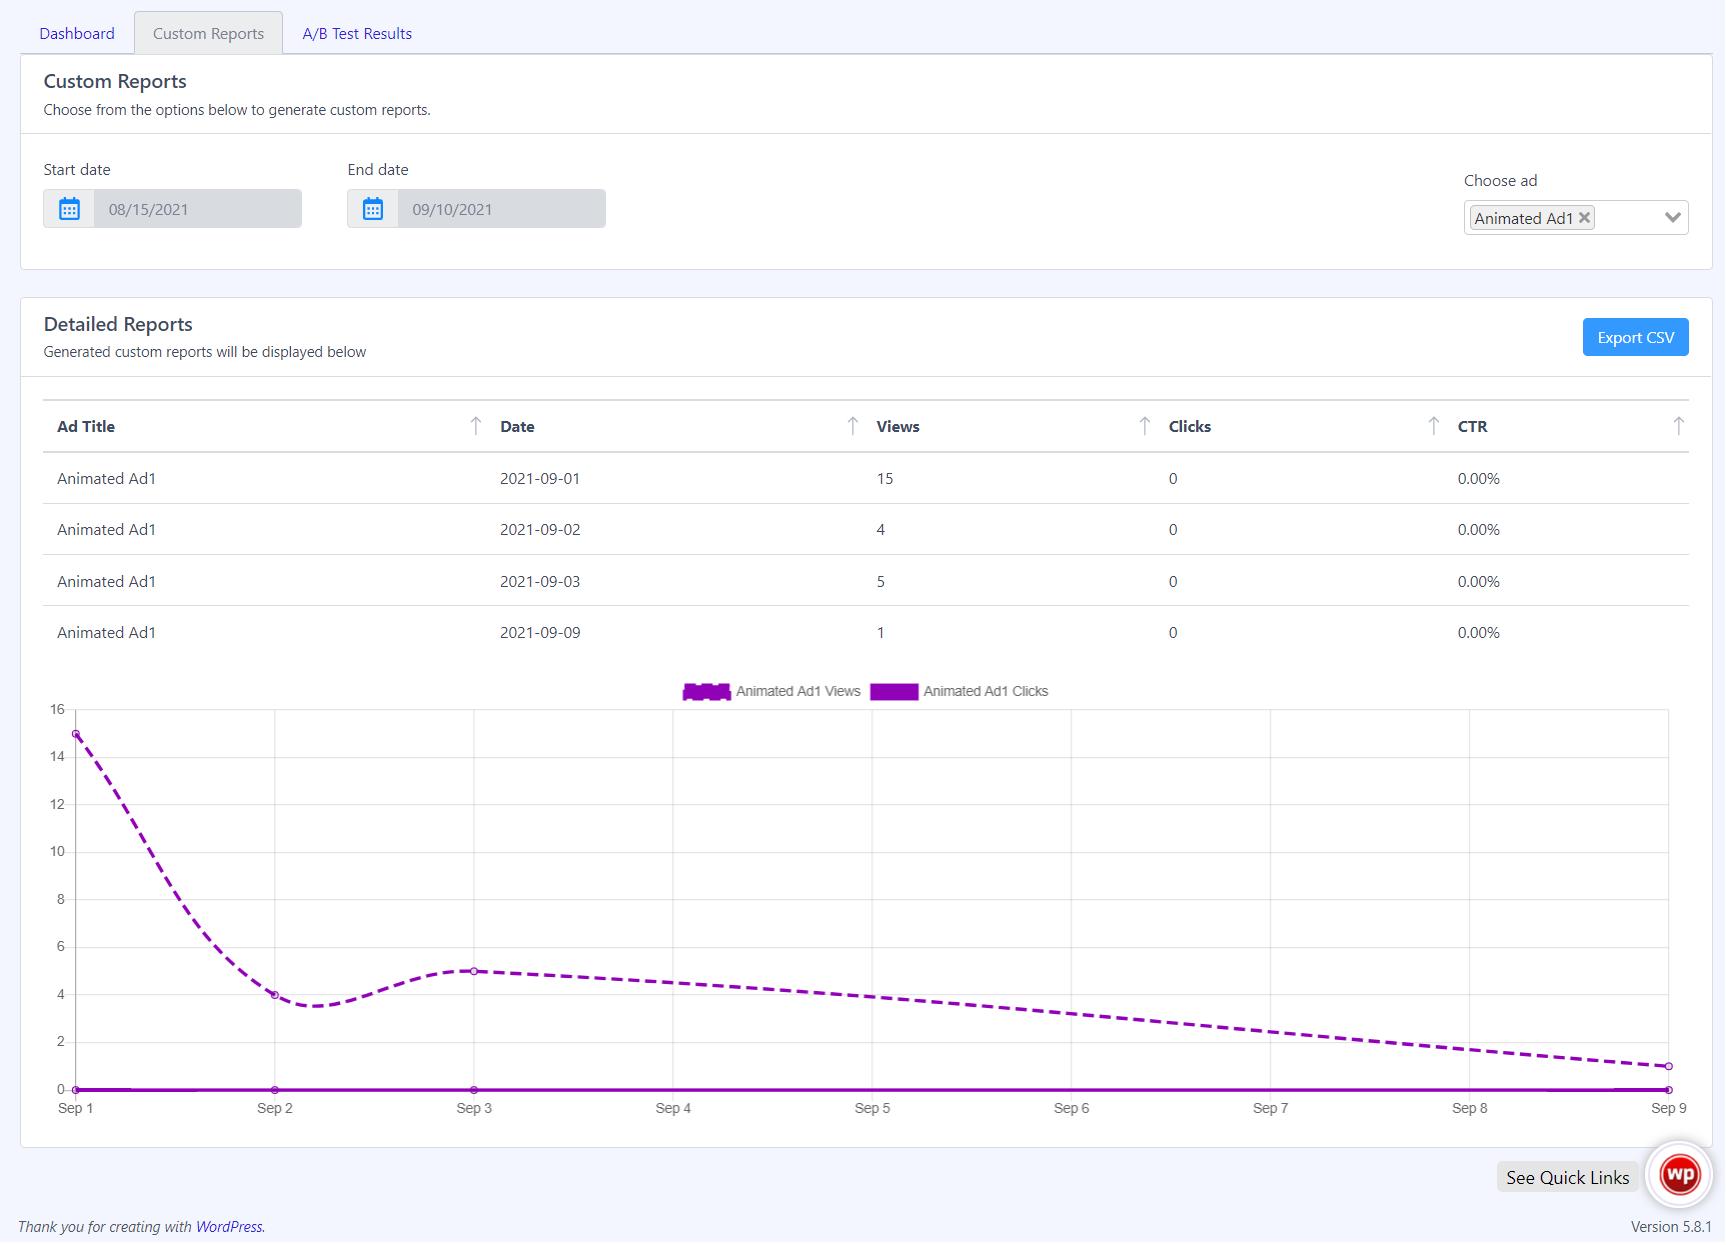 Dashboard Custom Reports A/B Test Results
Custom Reports
Choose from the options below to generate custom reports.
Start date End date
Choose ad
08/15/2021 09/10/2021
Animated Ad1
Detailed Reports
Export CSV
Generated custom reports will be displayed below
Ad Title Date Views Clicks CTR
Animated Ad1 2021-09-01 15 0 0.00%
Animated Ad1 2021-09-02 4 0 0.00%
Animated Ad1 2021-09-03 5 0 0.00%
Animated Ad1 2021-09-09 1 0 0.00%
Animated Ad1 Views Animated Ad1 Clicks
16
14
12
10
8
6
4
2
0
Sep 1 Sep 2 Sep 3 Sep 4 Sep 5 Sep 6 Sep 7 Sep 8 Sep 9
See Quick Links wp
Thank you for creating with WordPress. Version 5.8.1